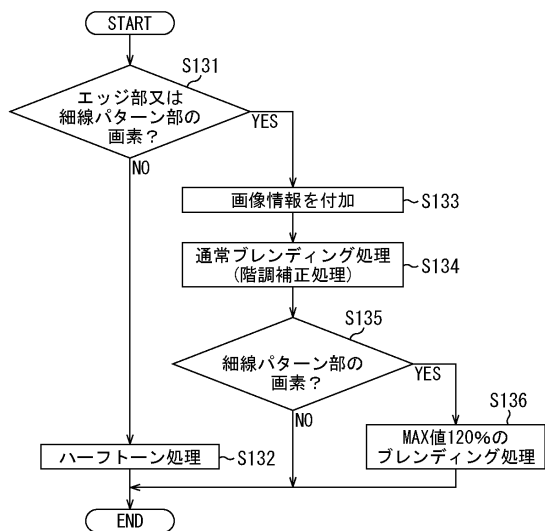 START
S131
エッジ部又は
細線パターン部の
画素?
YES
NO
画像情報を付加
S133
通常ブレンディング処理
(階調補正処理)
S134
S135
細線パターン部の
画素?
YES
NO
S136
MAX値120%の
ブレンディング処理
ハーフトーン処理
S132
END